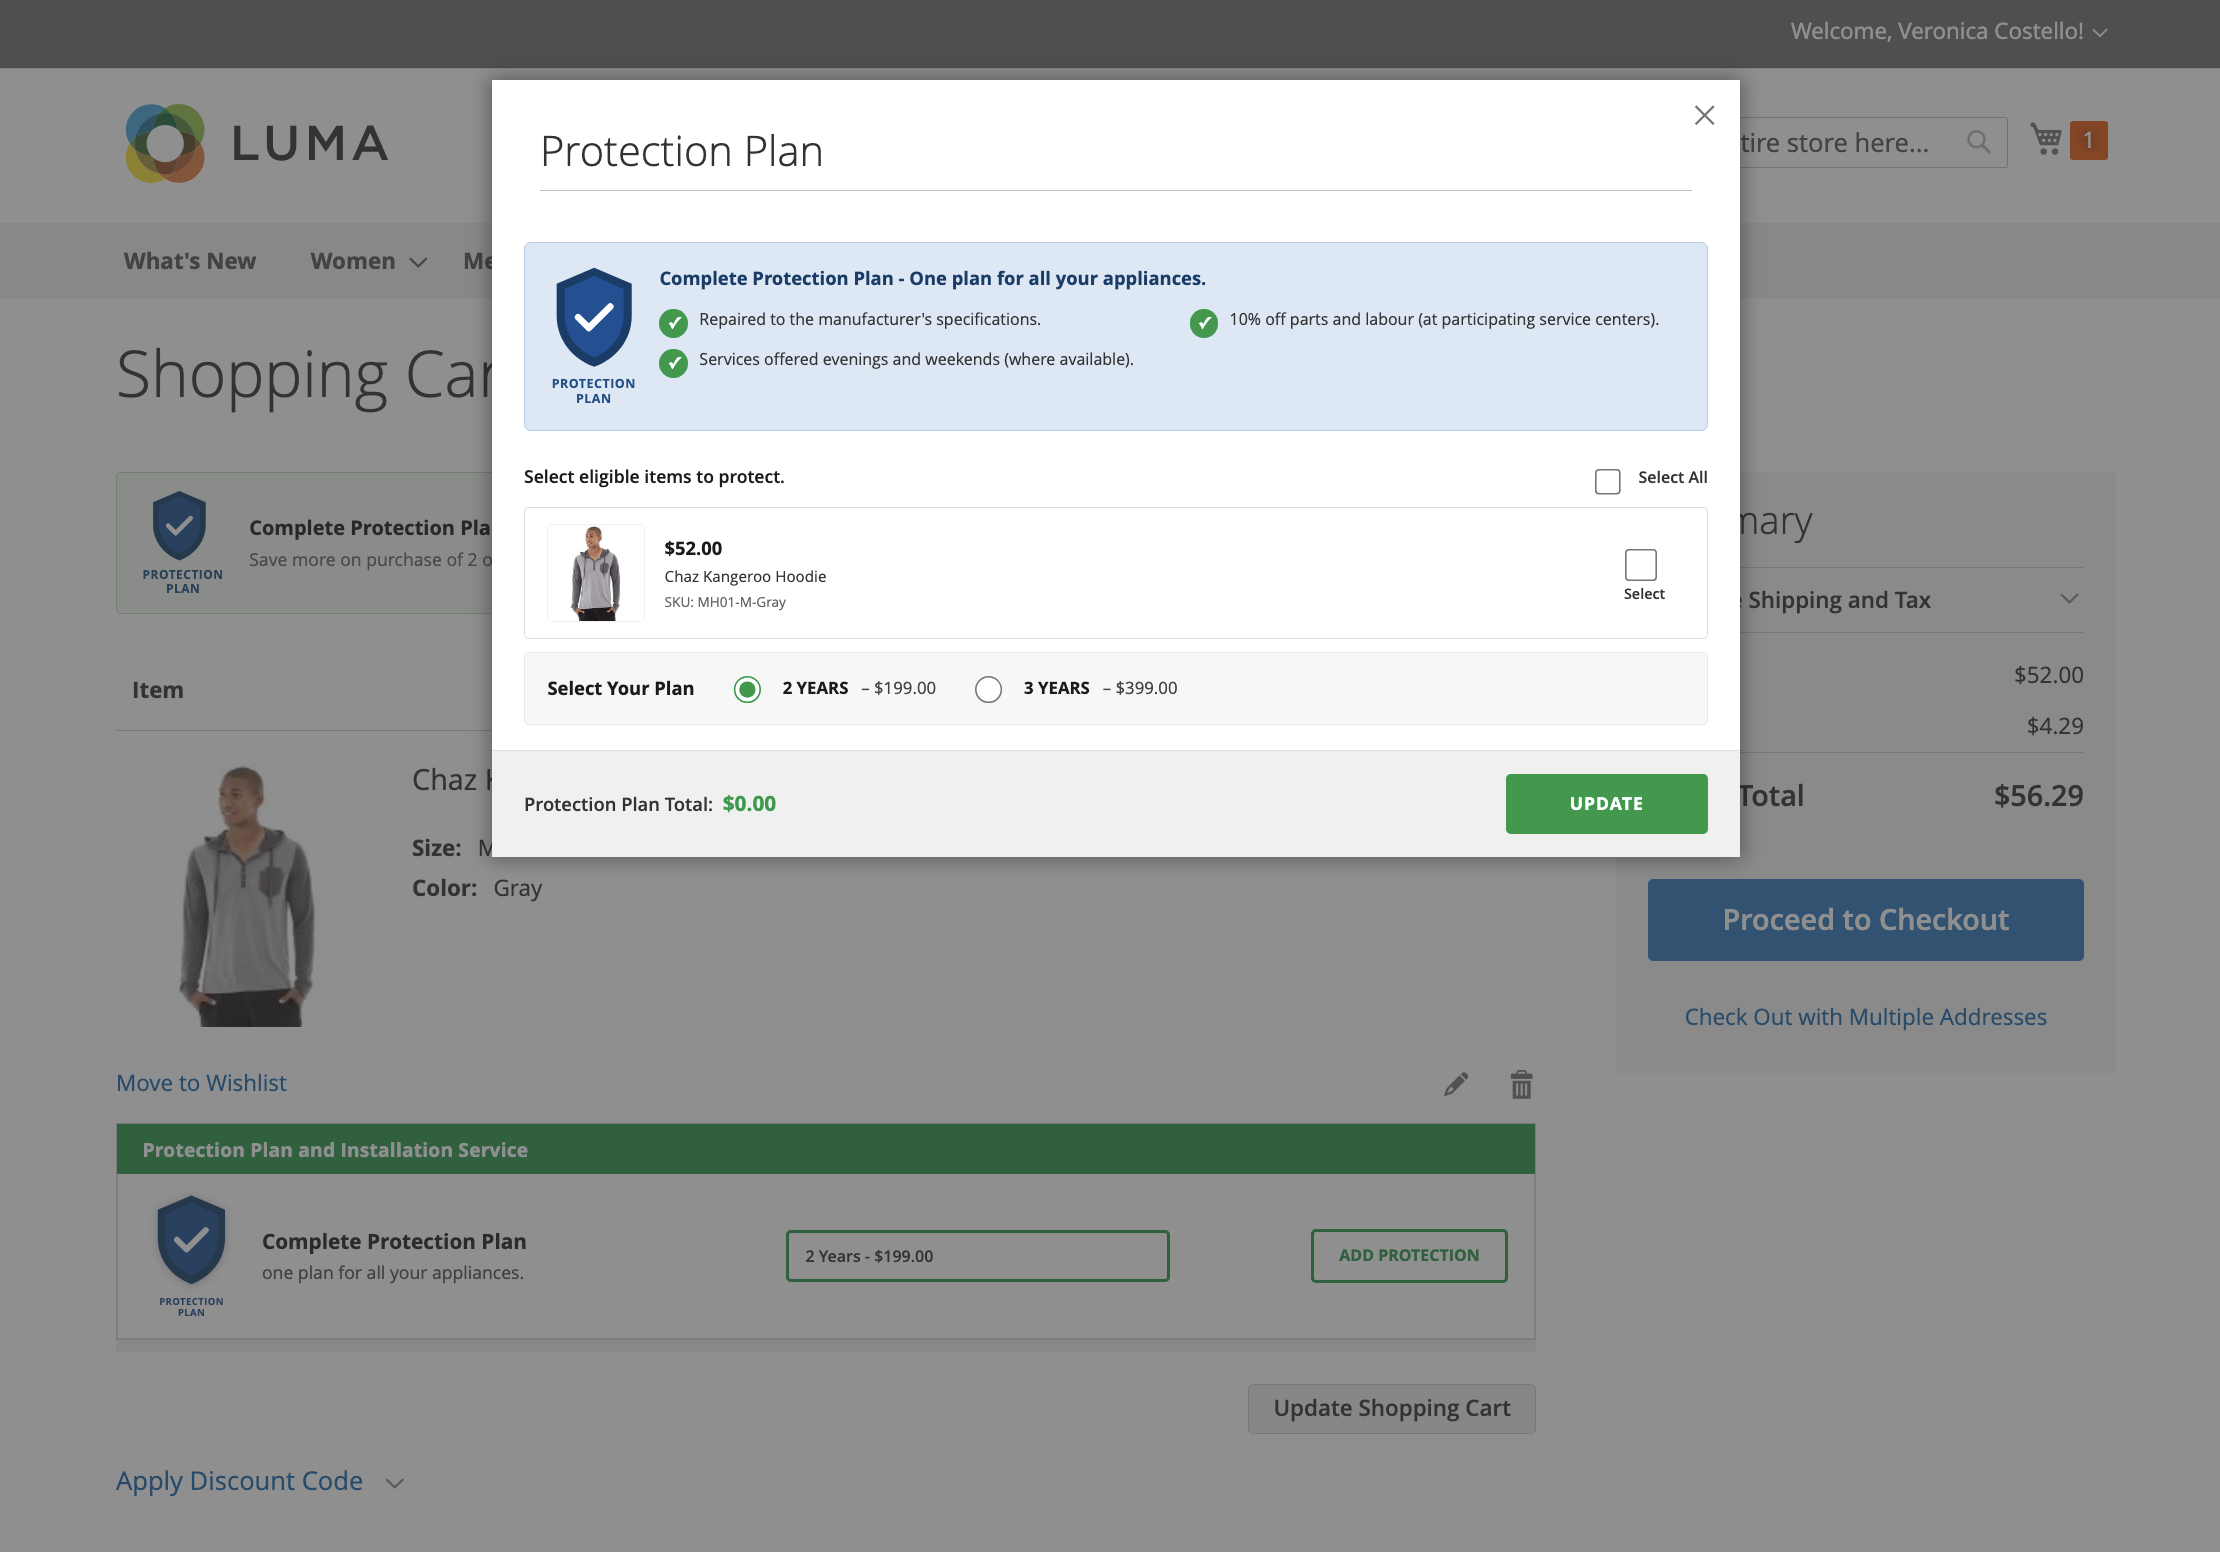 Welcome, Veronica Costello!
LUMA
tire store here...
1
What's New
Women
Shopping
Protection Plan
PROTECTION
PLAN
Complete Protection Plan - One plan for all your appliances.
Repaired to the manufacturer's specifications.
10% off parts and labour (at participating service centers).
Services offered evenings and weekends (where available).
Select eligible items to protect.
Select All
$52.00
Chaz Kangeroo Hoodie
SKU: MH01-M-Gray
Select
Select Your Plan
2 YEARS – $199.00
3 YEARS – $399.00
Protection Plan Total: $0.00
UPDATE
PROTECTION
PLAN
Complete Protection
Save more on purchase of 2
Item
Chaz
Size:
Color: Gray
Move to Wishlist
Protection Plan and Installation Service
PROTECTION
PLAN
Complete Protection Plan
one plan for all your appliances.
2 Years - $199.00
ADD PROTECTION
Update Shopping Cart
Apply Discount Code
Shipping and Tax
$52.00
$4.29
Total
$56.29
Proceed to Checkout
Check Out with Multiple Addresses